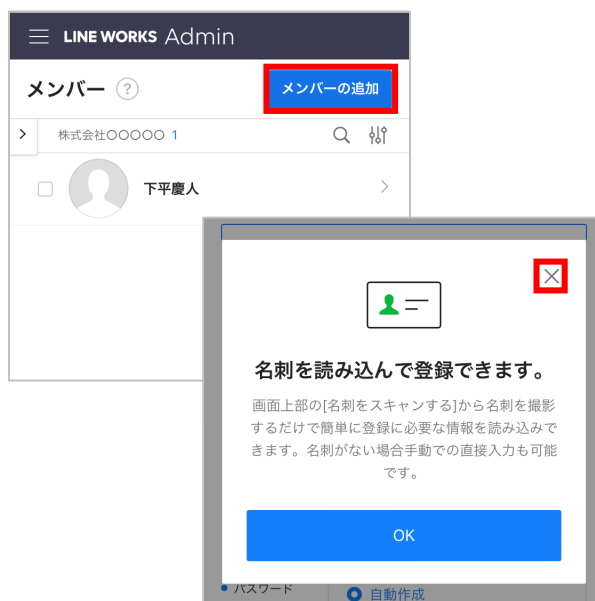 LINE WORKS Admin
メンバー ?
メンバーの追加
株式会社〇〇〇〇〇 1
下平慶人
名刺を読み込んで登録できます。
画面上部の[名刺をスキャンする]から名刺を撮影
するだけで簡単に登録に必要な情報を読み込みで
きます。名刺がない場合手動での直接入力も可能
です。
OK
パスワード
自動作成